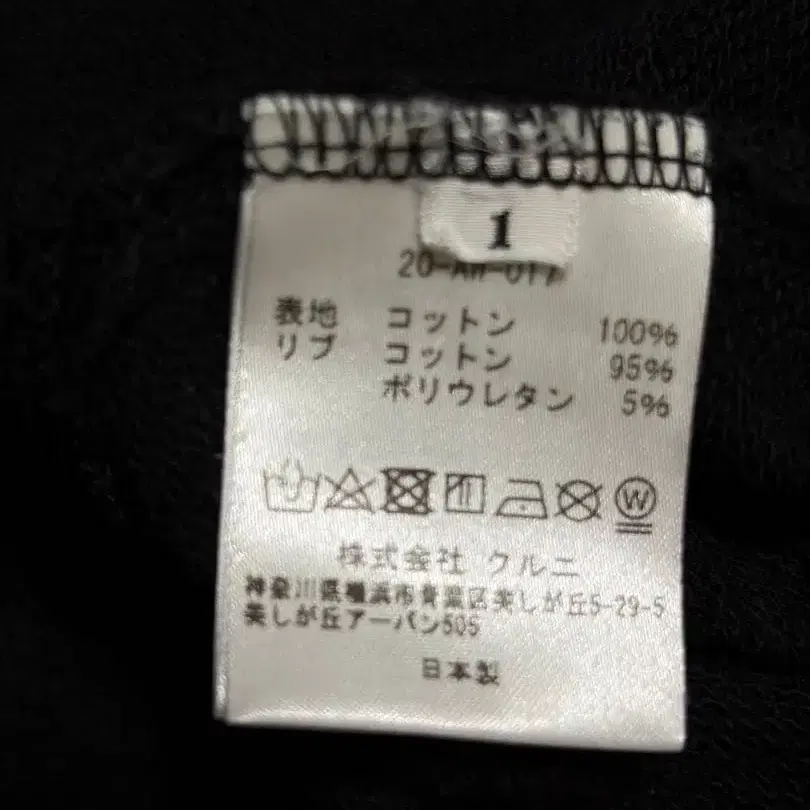 1
20-AW-017
表地 コットン 100%
リブ コットン 95%
ポリウレタン 5%
W
株式会社 クルニ
神奈川県横浜市青葉区美しが丘5-29-5
美しが丘アーバン505
日本製